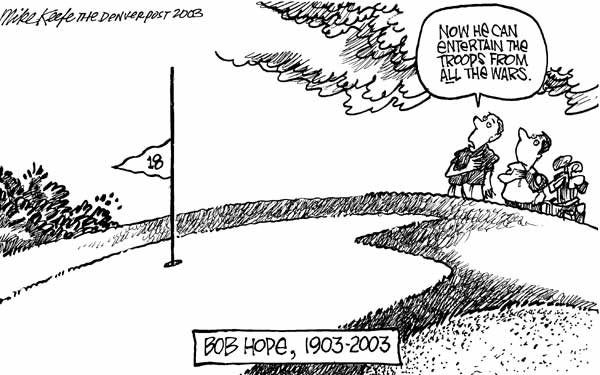 Mike Keefe THE DENVER POST 2003
NOW HE CAN
ENTERTAIN THE
TROOPS FROM
ALL THE WARS.
18
BOB HOPE, 1903-2003